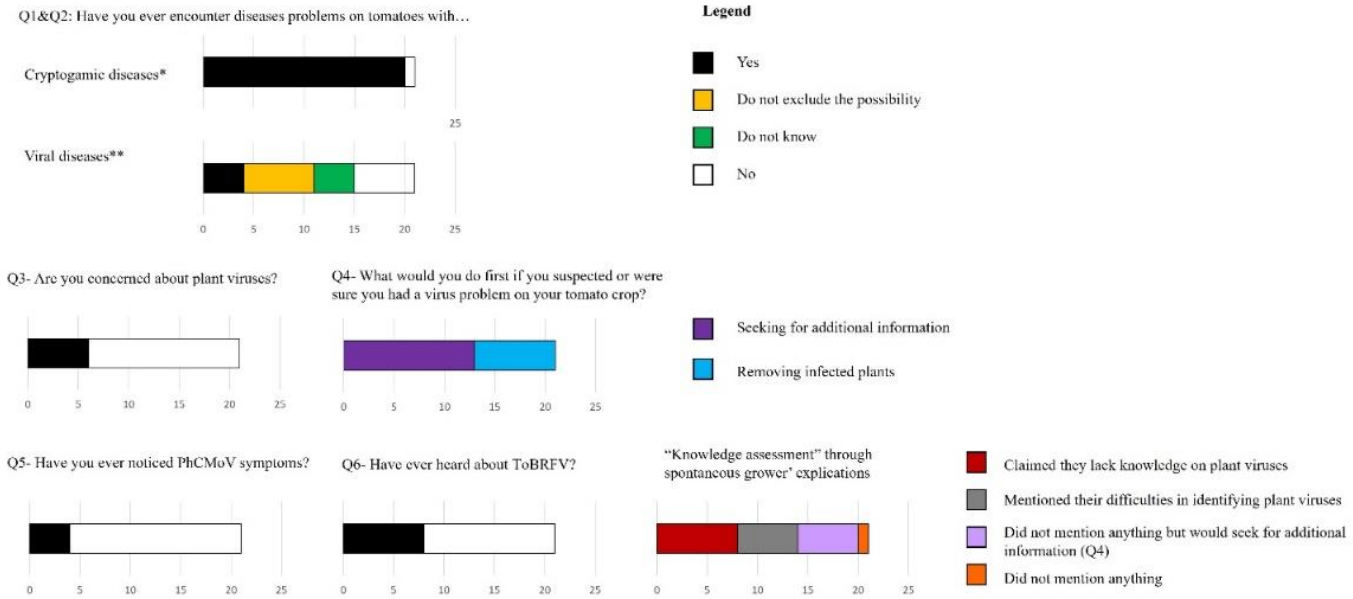 Q1&Q2: Have you ever encounter diseases problems on tomatoes with…
Legend
Cryptogamic diseases*
25
Viral diseases**
0 5 10 15 20 25
Yes
Do not exclude the possibility
Do not know
No
Q3- Are you concerned about plant viruses?
0 5 10 15 20 25
Q4- What would you do first if you suspected or were
sure you had a virus problem on your tomato crop?
0 5 10 15 20 25
Seeking for additional information
Removing infected plants
Q5- Have you ever noticed PhCMoV symptoms?
0 5 10 15 20 25
Q6- Have ever heard about ToBRFV?
0 5 10 15 20 25
“Knowledge assessment” through
spontaneous grower’ explications
0 5 10 15 20 25
Claimed they lack knowledge on plant viruses
Mentioned their difficulties in identifying plant viruses
Did not mention anything but would seek for additional
information (Q4)
Did not mention anything